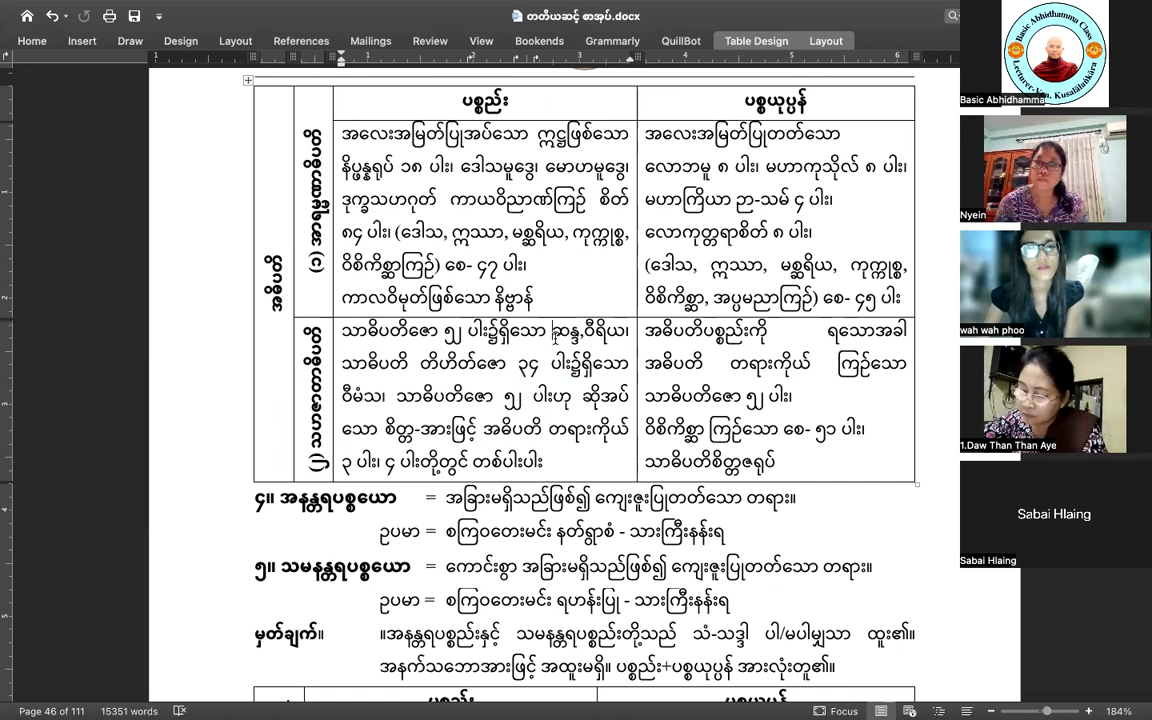 တတိယဆင့် စာအုပ်.docx
Home Insert Draw Design Layout References Mailings Review View Bookends Grammarly QuillBot Table Design Layout
အဓိပတိ
ပစ္စည်း
ပစ္စယုပ္ပန်
အလေးအမြတ်ပြုအပ်သော ဣဋ္ဌဖြစ်သော
နိပ္ဖန္နရုပ် ၁၈ ပါး၊ ဒေါသမူဒွေ၊ မောဟမူဒွေ၊
ဒုက္ခသဟဂုတ် ကာယဝိညာဏ်ကြဉ် စိတ်
၈၄ ပါး၊ (ဒေါသ, ဣဿာ, မစ္ဆရိယ, ကုက္ကုစ္စ,
ဝိစိကိစ္ဆာကြဉ်) စေ- ၄၇ ပါး၊
ကာလဝိမုတ်ဖြစ်သော နိဗ္ဗာန်
အလေးအမြတ်ပြုတတ်သော
လောဘမူ ၈ ပါး၊ မဟာကုသိုလ် ၈ ပါး၊
မဟာကြိယာ ဉာ-သမ် ၄ ပါး၊
လောကုတ္တရာစိတ် ၈ ပါး၊
(ဒေါသ, ဣဿာ, မစ္ဆရိယ, ကုက္ကုစ္စ,
ဝိစိကိစ္ဆာ, အပ္ပမညာကြဉ်) စေ- ၄၅ ပါး
သာဓိပတိဇော ၅၂ ပါး၌ရှိသော ဆန္ဒ,ဝီရိယ၊
သာဓိပတိ တိဟိတ်ဇော ၃၄ ပါး၌ရှိသော
ဝီမံသ၊ သာဓိပတိဇော ၅၂ ပါးဟု ဆိုအပ်
သော စိတ္တ-အားဖြင့် အဓိပတိ တရားကိုယ်
၃ ပါး၊ ၄ ပါးတို့တွင် တစ်ပါးပါး
အဓိပတိပစ္စည်းကို ရသောအခါ
အဓိပတိ တရားကိုယ် ကြဉ်သော
သာဓိပတိဇော ၅၂ ပါး၊
ဝိစိကိစ္ဆာ ကြဉ်သော စေ- ၅၁ ပါး၊
သာဓိပတိစိတ္တဇရုပ်
၄။ အနန္တရပစ္စယော = အခြားမရှိသည်ဖြစ်၍ ကျေးဇူးပြုတတ်သော တရား။
ဥပမာ = စကြဝတေးမင်း နတ်ရွာစံ - သားကြီးနန်းရ
၅။ သမနန္တရပစ္စယော = ကောင်းစွာ အခြားမရှိသည်ဖြစ်၍ ကျေးဇူးပြုတတ်သော တရား။
ဥပမာ = စကြဝတေးမင်း ရဟန်းပြု - သားကြီးနန်းရ
မှတ်ချက်။ ။အနန္တရပစ္စည်းနှင့် သမနန္တရပစ္စည်းတို့သည် သံ-သဒ္ဒါ ပါ/မပါမျှသာ ထူး၏။
အနက်သဘောအားဖြင့် အထူးမရှိ။ ပစ္စည်း+ပစ္စယုပ္ပန် အားလုံးတူ၏။
Page 46 of 111 15351 words Focus 184%
Basic Abhidhamma Class
Lecturer-Ven. Kusalālaṅkāra
Basic Abhidhamma
Nyein
wah wah phoo
1.Daw Than Than Aye
Sabai Hlaing
Sabai Hlaing